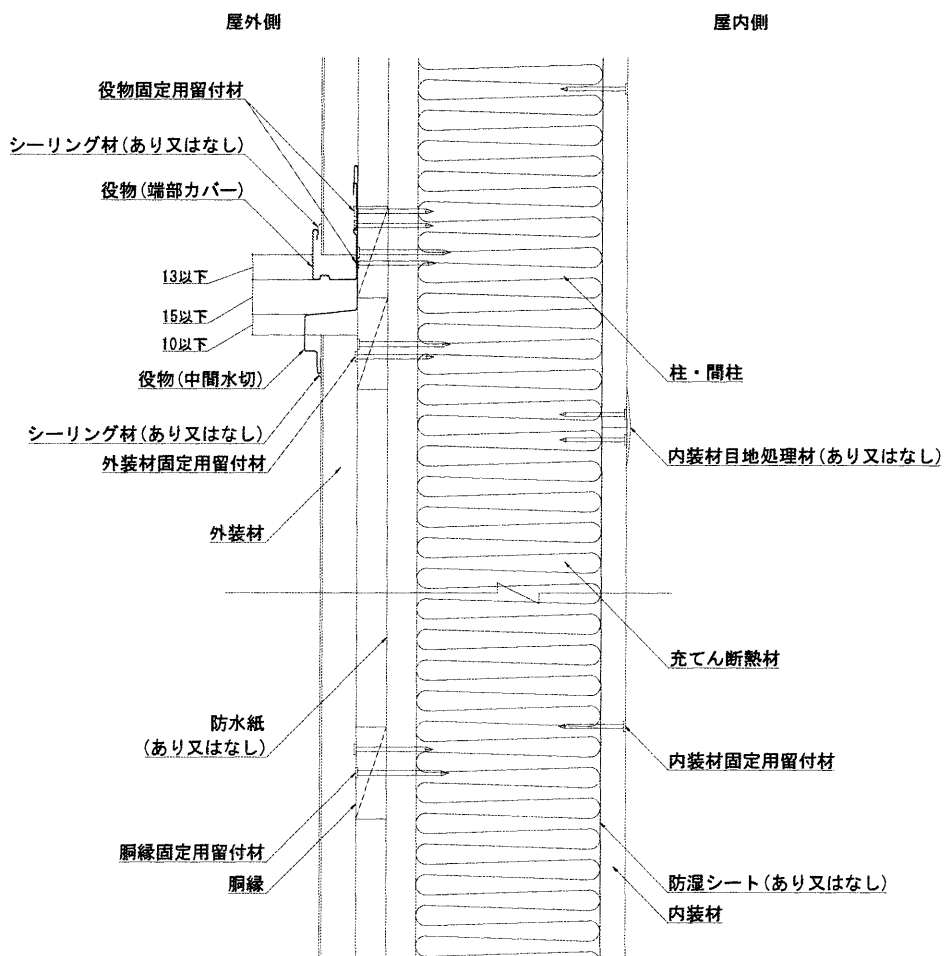 屋外側
屋内側
役物固定用留付材
シーリング材(あり又はなし)
役物(端部カバー)
13以下
15以下
10以下
役物(中間水切)
シーリング材(あり又はなし)
外装材固定用留付材
外装材
防水紙
(あり又はなし)
胴縁固定用留付材
胴縁
柱・間柱
内装材目地処理材(あり又はなし)
充てん断熱材
内装材固定用留付材
防湿シート(あり又はなし)
内装材